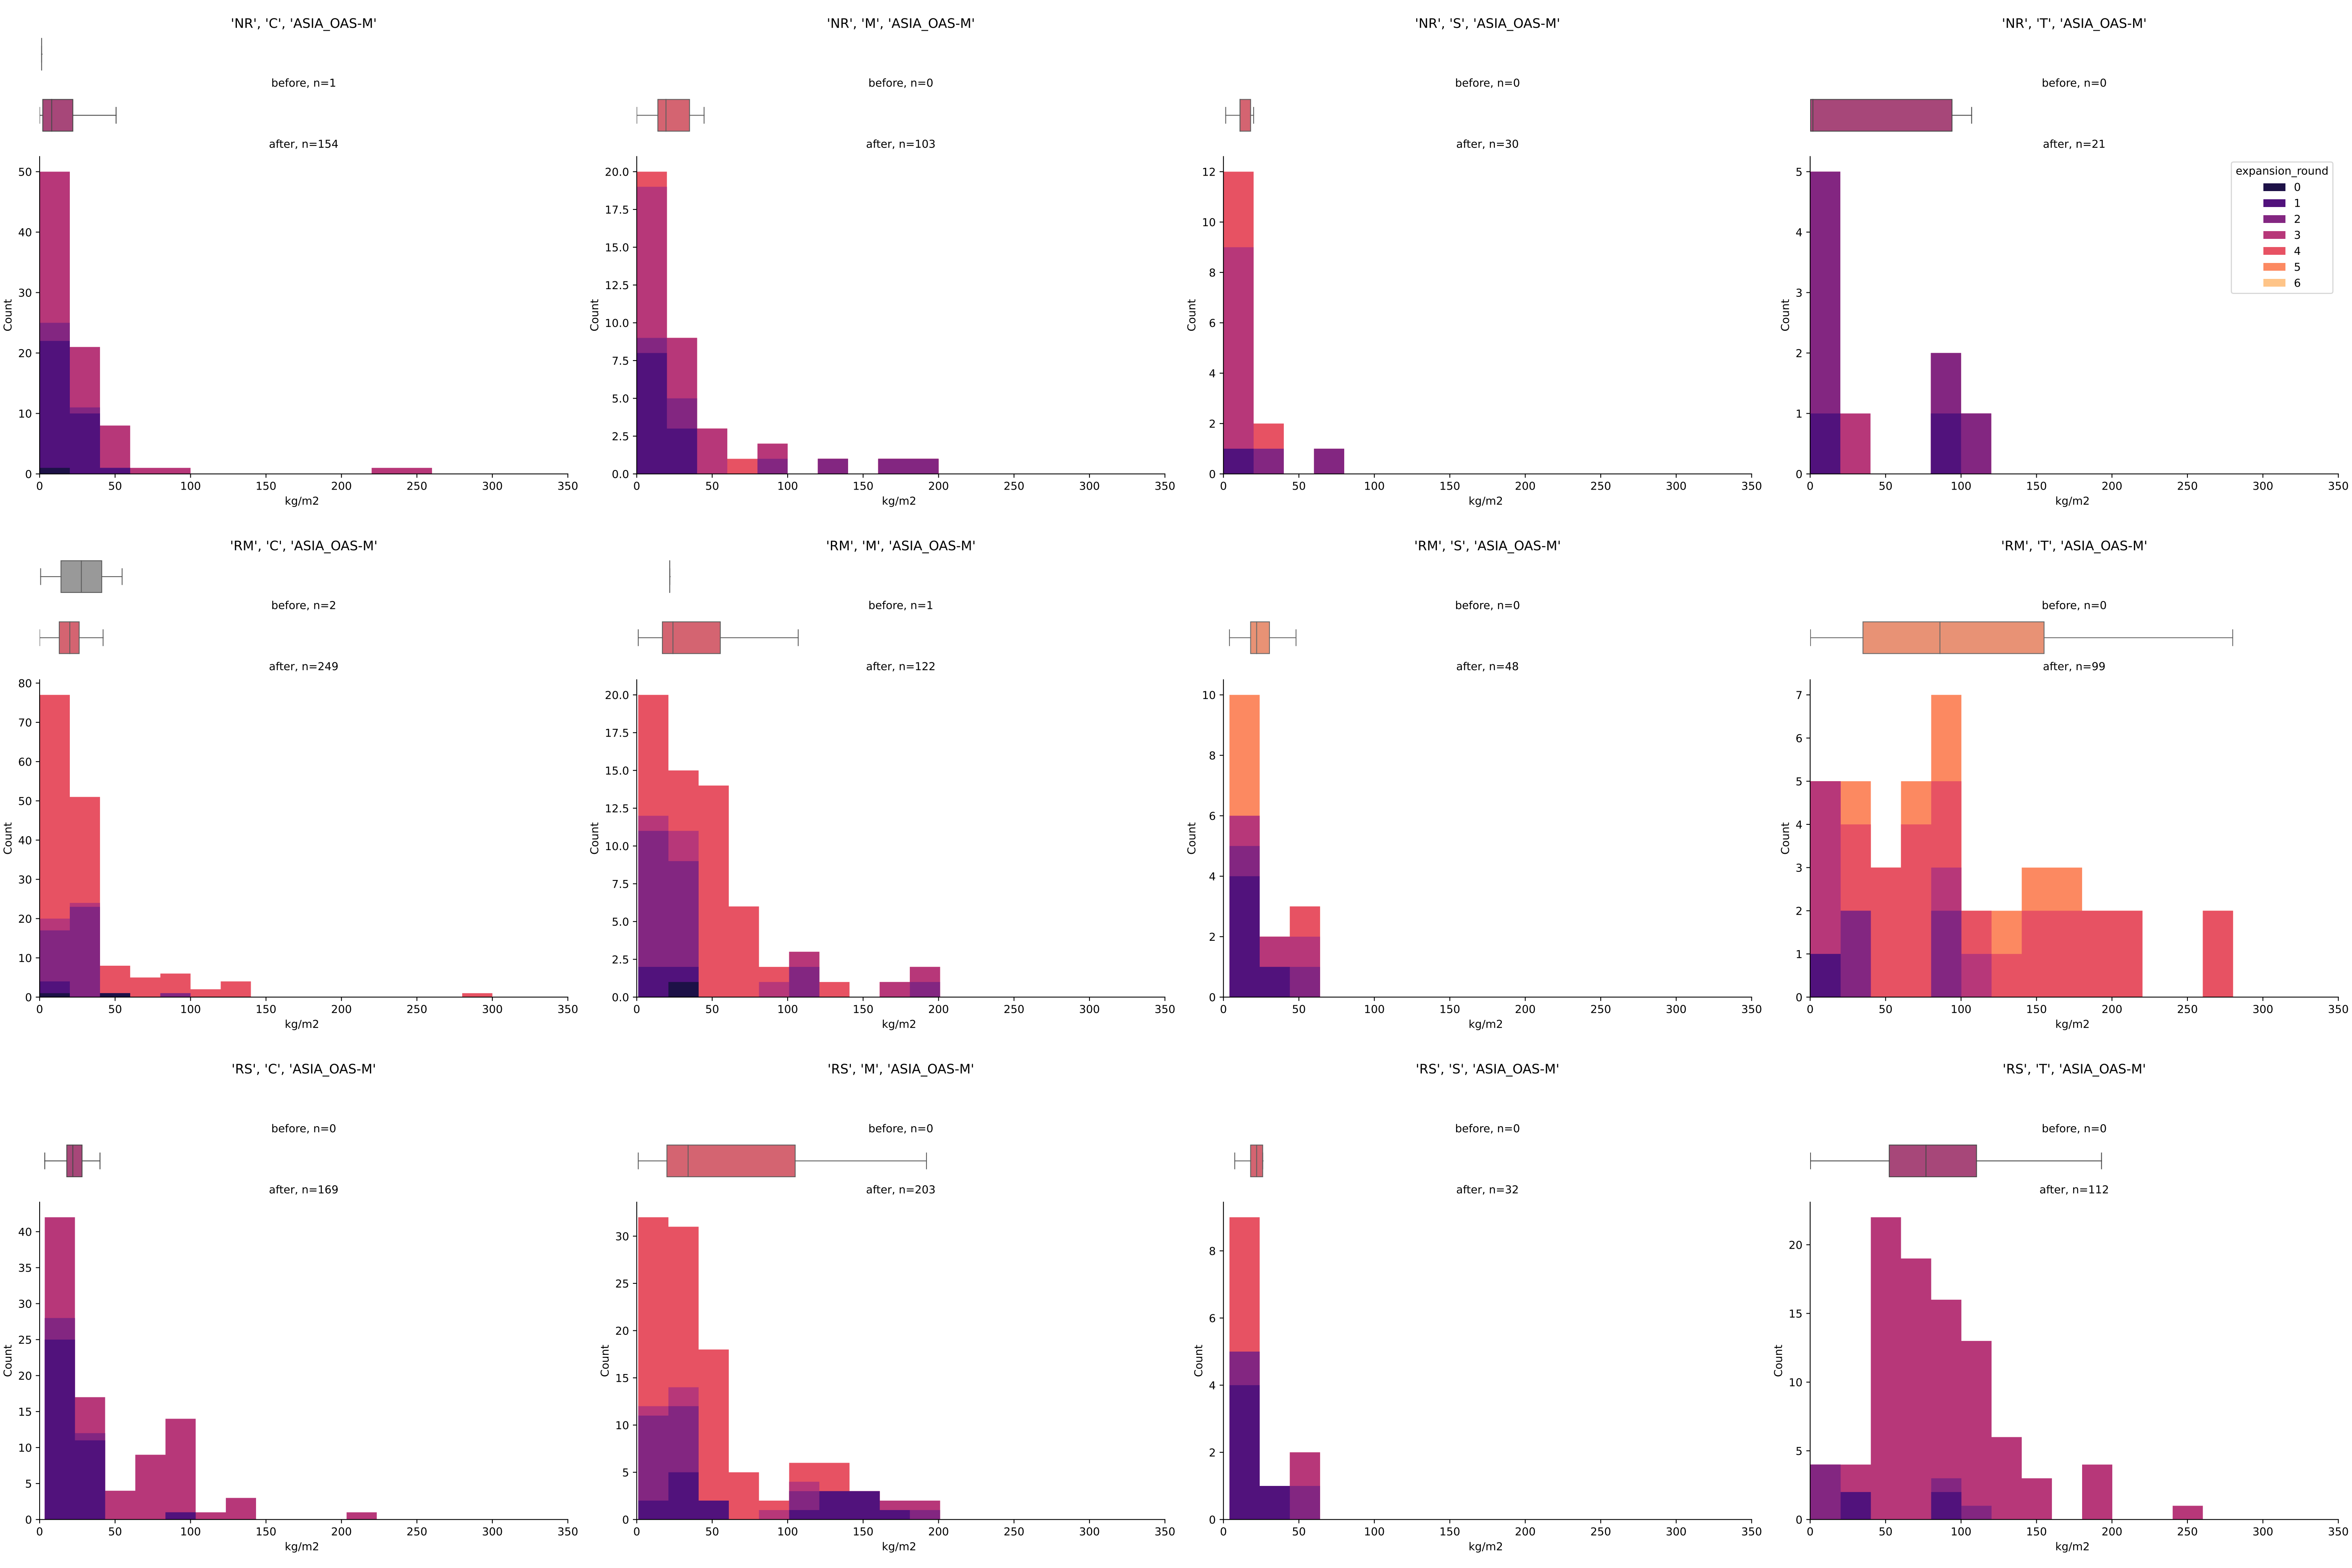 'NR', 'C', 'ASIA_OAS-M'
before, n=1
after, n=154
50
40
30
20
10
0
Count
0 50 100 150 200 250 300 350
kg/m2
'NR', 'M', 'ASIA_OAS-M'
before, n=0
after, n=103
20.0
17.5
15.0
12.5
10.0
7.5
5.0
2.5
0.0
Count
0 50 100 150 200 250 300 350
kg/m2
'NR', 'S', 'ASIA_OAS-M'
before, n=0
after, n=30
12
10
8
6
4
2
0
Count
0 50 100 150 200 250 300 350
kg/m2
'NR', 'T', 'ASIA_OAS-M'
before, n=0
after, n=21
expansion_round
0
1
2
3
4
5
6
5
4
3
2
1
0
Count
0 50 100 150 200 250 300 350
kg/m2
'RM', 'C', 'ASIA_OAS-M'
before, n=2
after, n=249
80
70
60
50
40
30
20
10
0
Count
0 50 100 150 200 250 300 350
kg/m2
'RM', 'M', 'ASIA_OAS-M'
before, n=1
after, n=122
20.0
17.5
15.0
12.5
10.0
7.5
5.0
2.5
0.0
Count
0 50 100 150 200 250 300 350
kg/m2
'RM', 'S', 'ASIA_OAS-M'
before, n=0
after, n=48
10
8
6
4
2
0
Count
0 50 100 150 200 250 300 350
kg/m2
'RM', 'T', 'ASIA_OAS-M'
before, n=0
after, n=99
7
6
5
4
3
2
1
0
Count
0 50 100 150 200 250 300 350
kg/m2
'RS', 'C', 'ASIA_OAS-M'
before, n=0
after, n=169
40
35
30
25
20
15
10
5
0
Count
0 50 100 150 200 250 300 350
kg/m2
'RS', 'M', 'ASIA_OAS-M'
before, n=0
after, n=203
30
25
20
15
10
5
0
Count
0 50 100 150 200 250 300 350
kg/m2
'RS', 'S', 'ASIA_OAS-M'
before, n=0
after, n=32
8
6
4
2
0
Count
0 50 100 150 200 250 300 350
kg/m2
'RS', 'T', 'ASIA_OAS-M'
before, n=0
after, n=112
20
15
10
5
0
Count
0 50 100 150 200 250 300 350
kg/m2